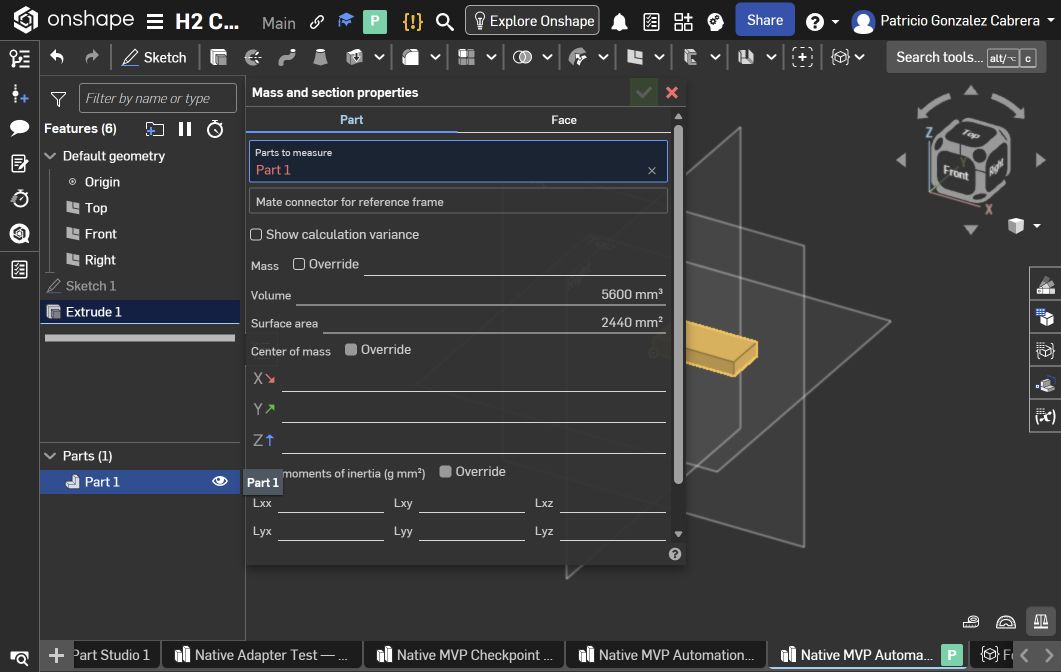 onshape H2 C... Main P {!} Explore Onshape Share ? Patricio Gonzalez Cabrera
Sketch Search tools... alt/⌥ c
Filter by name or type
Features (6)
Default geometry
Origin
Top
Front
Right
Sketch 1
Extrude 1
Parts (1)
Part 1
Part 1
Mass and section properties
Part Face
Parts to measure
Part 1
Mate connector for reference frame
Show calculation variance
Mass Override
Volume 5600 mm³
Surface area 2440 mm²
Center of mass Override
X
Y
Z
moments of inertia (g mm²) Override
Lxx Lxy Lxz
Lyx Lyy Lyz
?
Z
Top
Y
Front Right
X
(x)
Part Studio 1 Native Adapter Test — ... Native MVP Checkpoint ... Native MVP Automation... Native MVP Automa... P